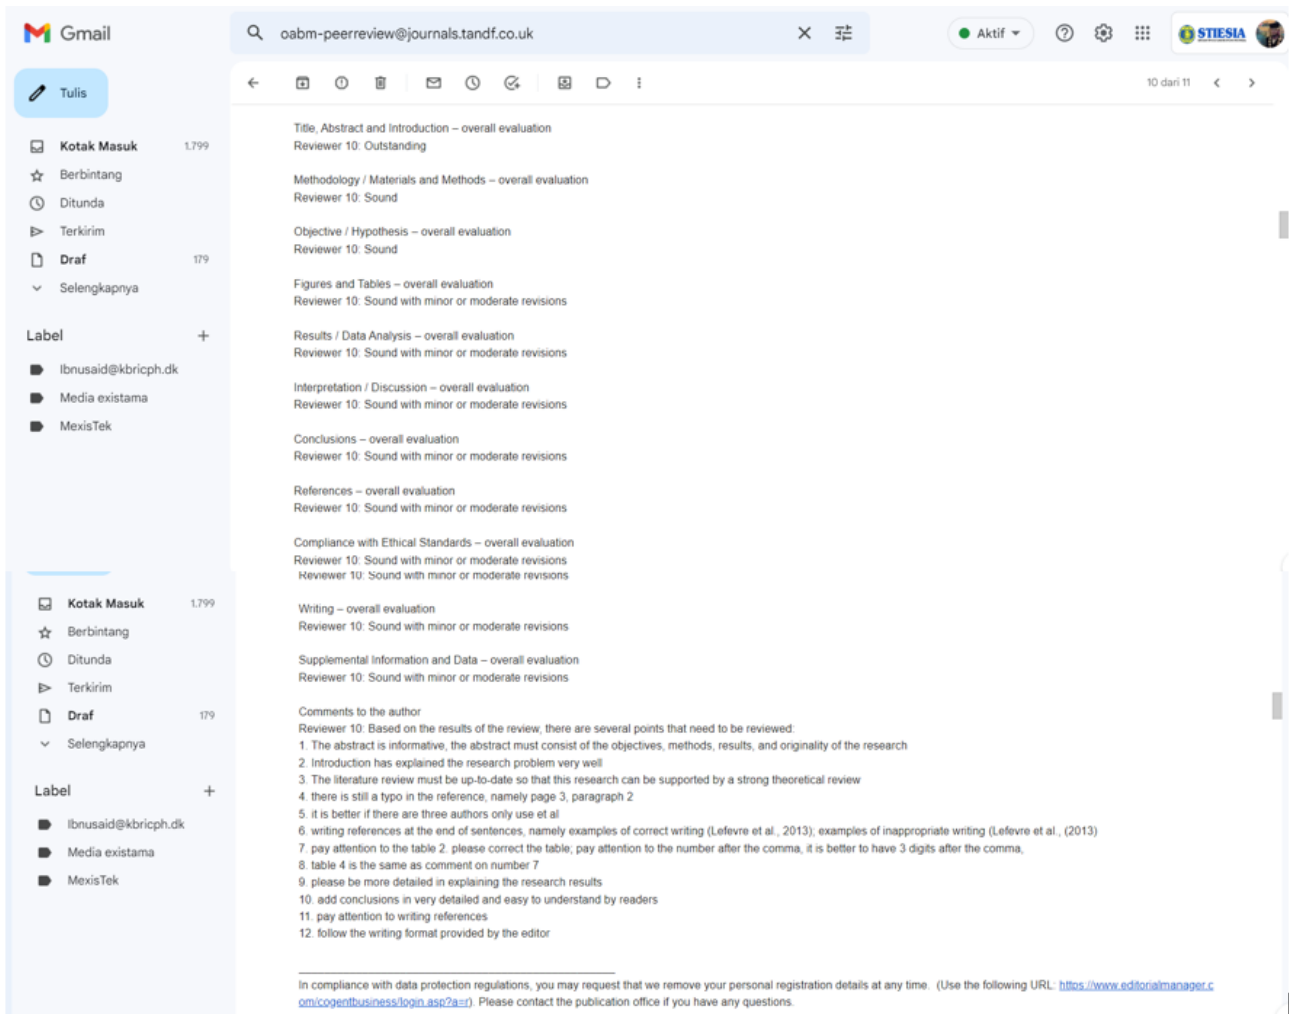 Gmail
oabm-peerreview@journals.tandf.co.uk
Aktif
STIESIA
Tulis
10 dari 11
Kotak Masuk 1.799
Berbintang
Ditunda
Terkirim
Draf 179
Selengkapnya
Label
Ibnusaid@kbricph.dk
Media existama
MexisTek
Title, Abstract and Introduction – overall evaluation
Reviewer 10: Outstanding
Methodology / Materials and Methods – overall evaluation
Reviewer 10: Sound
Objective / Hypothesis – overall evaluation
Reviewer 10: Sound
Figures and Tables – overall evaluation
Reviewer 10: Sound with minor or moderate revisions
Results / Data Analysis – overall evaluation
Reviewer 10: Sound with minor or moderate revisions
Interpretation / Discussion – overall evaluation
Reviewer 10: Sound with minor or moderate revisions
Conclusions – overall evaluation
Reviewer 10: Sound with minor or moderate revisions
References – overall evaluation
Reviewer 10: Sound with minor or moderate revisions
Compliance with Ethical Standards – overall evaluation
Reviewer 10: Sound with minor or moderate revisions
Reviewer 10: Sound with minor or moderate revisions
Kotak Masuk 1.799
Berbintang
Ditunda
Terkirim
Draf 179
Selengkapnya
Label
Ibnusaid@kbricph.dk
Media existama
MexisTek
Writing – overall evaluation
Reviewer 10: Sound with minor or moderate revisions
Supplemental Information and Data – overall evaluation
Reviewer 10: Sound with minor or moderate revisions
Comments to the author
Reviewer 10: Based on the results of the review, there are several points that need to be reviewed:
1. The abstract is informative, the abstract must consist of the objectives, methods, results, and originality of the research
2. Introduction has explained the research problem very well
3. The literature review must be up-to-date so that this research can be supported by a strong theoretical review
4. there is still a typo in the reference, namely page 3, paragraph 2
5. it is better if there are three authors only use et al
6. writing references at the end of sentences, namely examples of correct writing (Lefevre et al., 2013); examples of inappropriate writing (Lefevre et al., (2013)
7. pay attention to the table 2. please correct the table; pay attention to the number after the comma, it is better to have 3 digits after the comma,
8. table 4 is the same as comment on number 7
9. please be more detailed in explaining the research results
10. add conclusions in very detailed and easy to understand by readers
11. pay attention to writing references
12. follow the writing format provided by the editor
In compliance with data protection regulations, you may request that we remove your personal registration details at any time. (Use the following URL: https://www.editorialmanager.c
om/cogentbusiness/login.asp?a=r). Please contact the publication office if you have any questions.